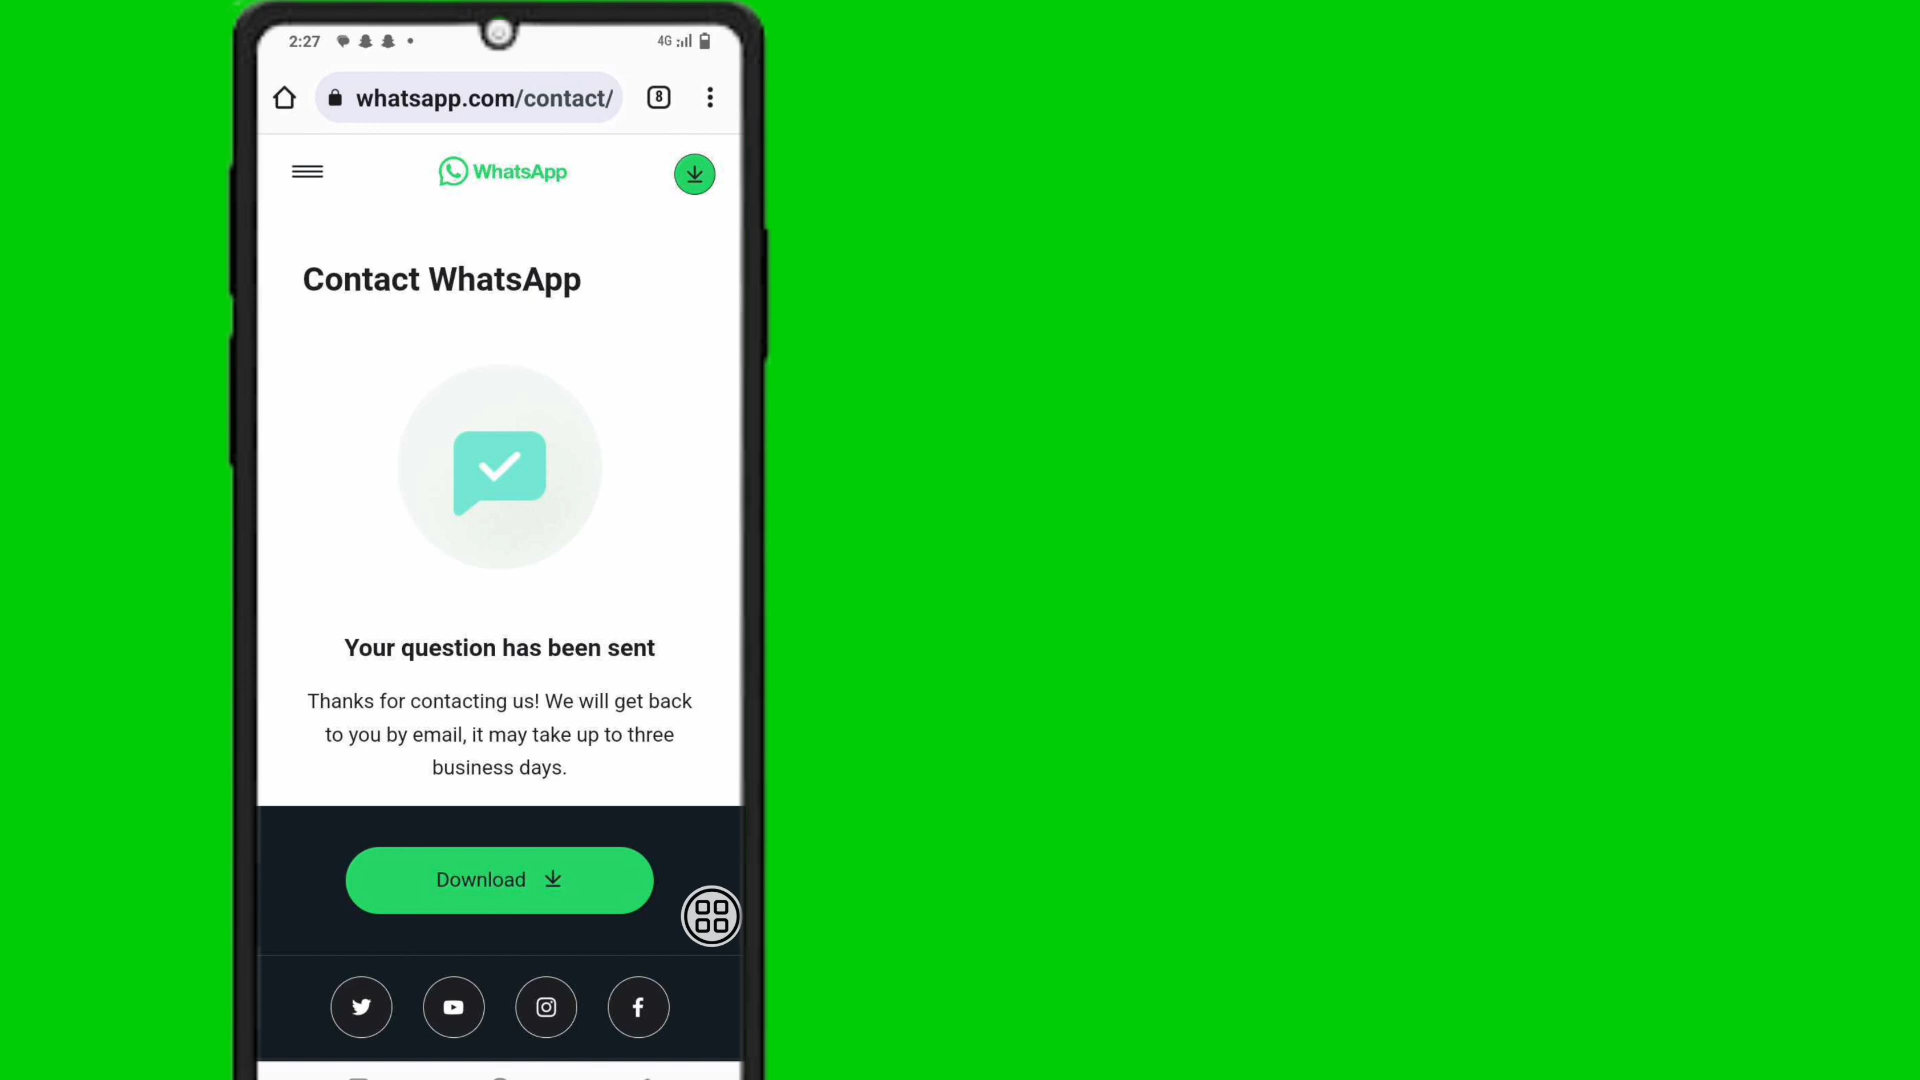 2:27
4G
whatsapp.com/contact/
8
WhatsApp
Contact WhatsApp
Your question has been sent
Thanks for contacting us! We will get back
to you by email, it may take up to three
business days.
Download